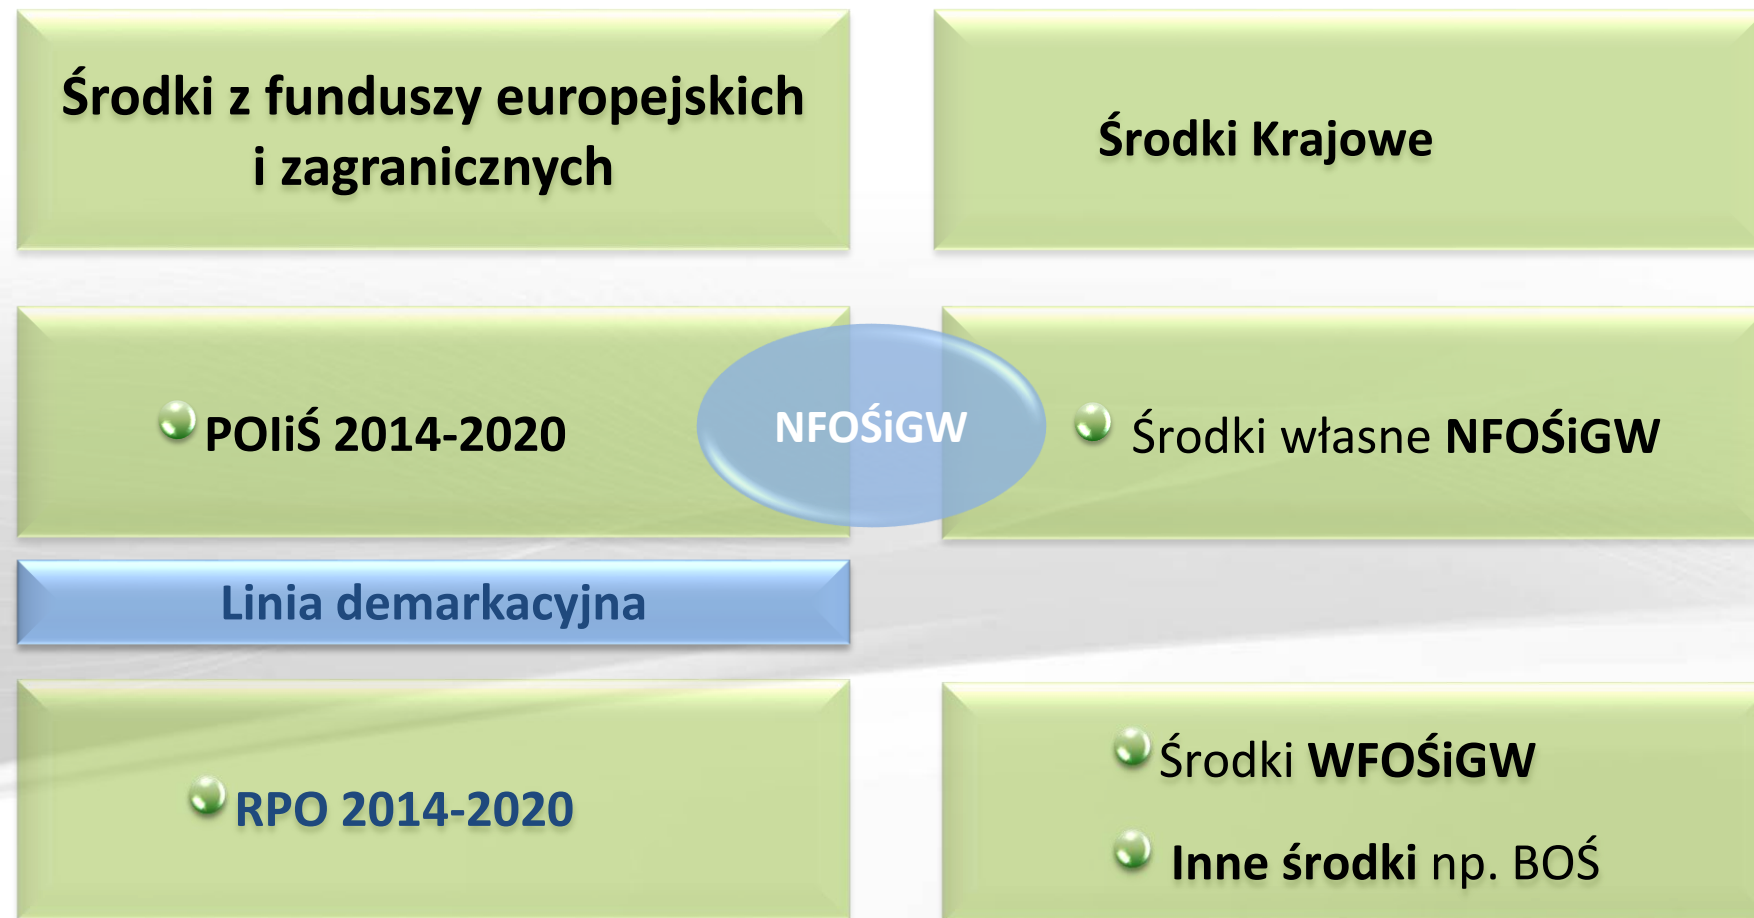 Środki z funduszy europejskich
i zagranicznych
Środki Krajowe
POIiŚ 2014-2020
NFOŚiGW
Środki własne NFOŚiGW
Linia demarkacyjna
RPO 2014-2020
Środki WFOŚiGW
Inne środki np. BOŚ